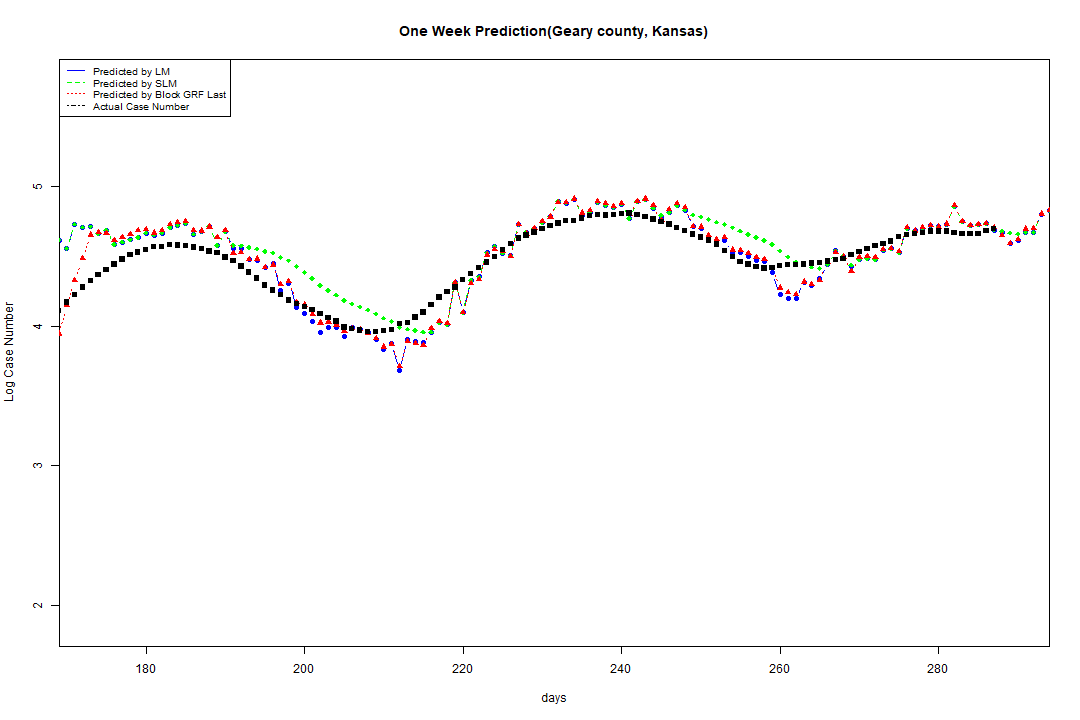 One Week Prediction(Geary county, Kansas)
Predicted by LM
Predicted by SLM
Predicted by Block GRF Last
Actual Case Number
5
4
3
2
Log Case Number
180 200 220 240 260 280
days